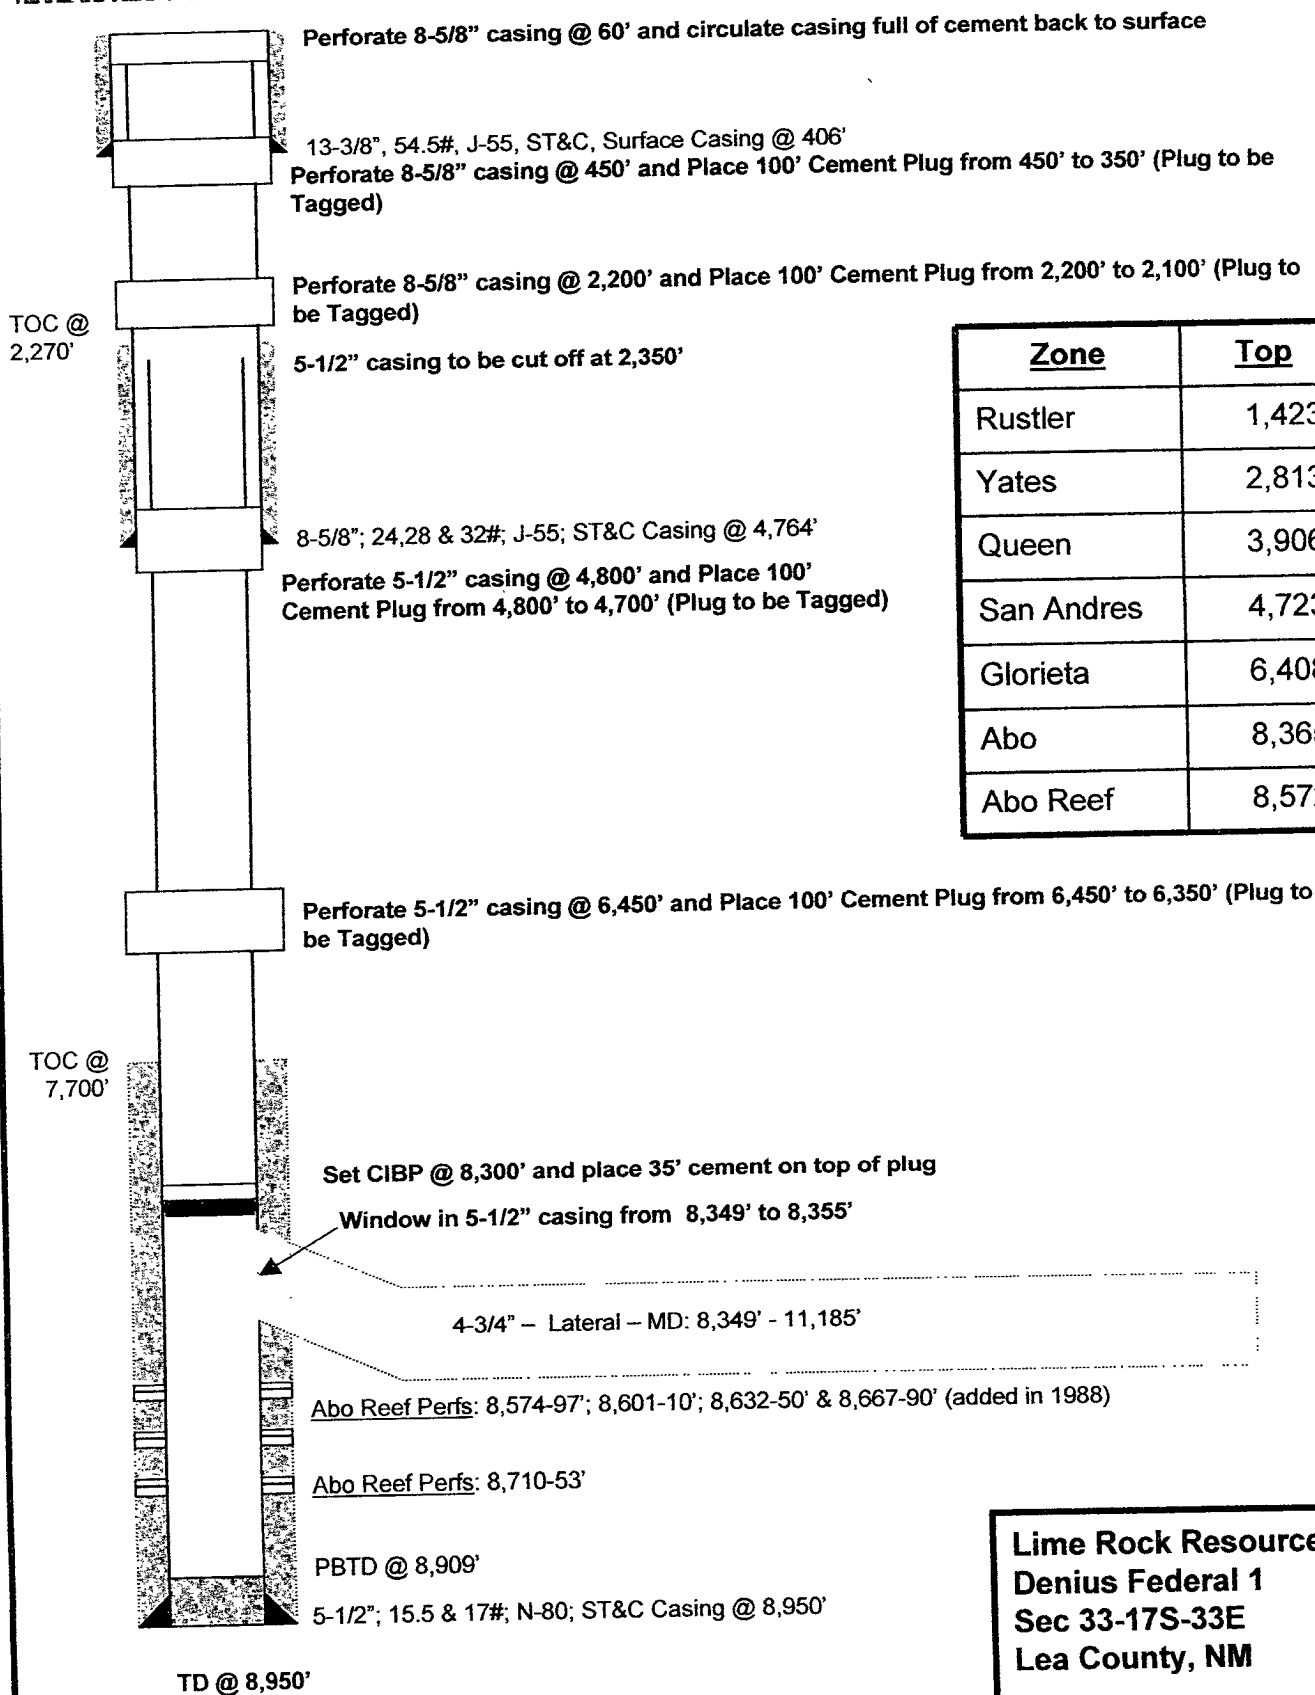 Perforate 8-5/8" casing @ 60' and circulate casing full of cement back to surface
13-3/8", 54.5#, J-55, ST&C, Surface Casing @ 406'
Perforate 8-5/8" casing @ 450' and Place 100' Cement Plug from 450' to 350' (Plug to be
Tagged)
Perforate 8-5/8" casing @ 2,200' and Place 100' Cement Plug from 2,200' to 2,100' (Plug to
be Tagged)
TOC @
2,270'
5-1/2" casing to be cut off at 2,350'
Zone Top
Rustler 1,423
Yates 2,813
Queen 3,906
San Andres 4,723
Glorieta 6,408
Abo 8,36
Abo Reef 8,57
8-5/8"; 24,28 & 32#; J-55; ST&C Casing @ 4,764'
Perforate 5-1/2" casing @ 4,800' and Place 100'
Cement Plug from 4,800' to 4,700' (Plug to be Tagged)
Perforate 5-1/2" casing @ 6,450' and Place 100' Cement Plug from 6,450' to 6,350' (Plug to
be Tagged)
TOC @
7,700'
Set CIBP @ 8,300' and place 35' cement on top of plug
Window in 5-1/2" casing from 8,349' to 8,355'
4-3/4" – Lateral – MD: 8,349' - 11,185'
Abo Reef Perfs: 8,574-97'; 8,601-10'; 8,632-50' & 8,667-90' (added in 1988)
Abo Reef Perfs: 8,710-53'
PBTD @ 8,909'
5-1/2"; 15.5 & 17#; N-80; ST&C Casing @ 8,950'
TD @ 8,950'
Lime Rock Resource
Denius Federal 1
Sec 33-17S-33E
Lea County, NM